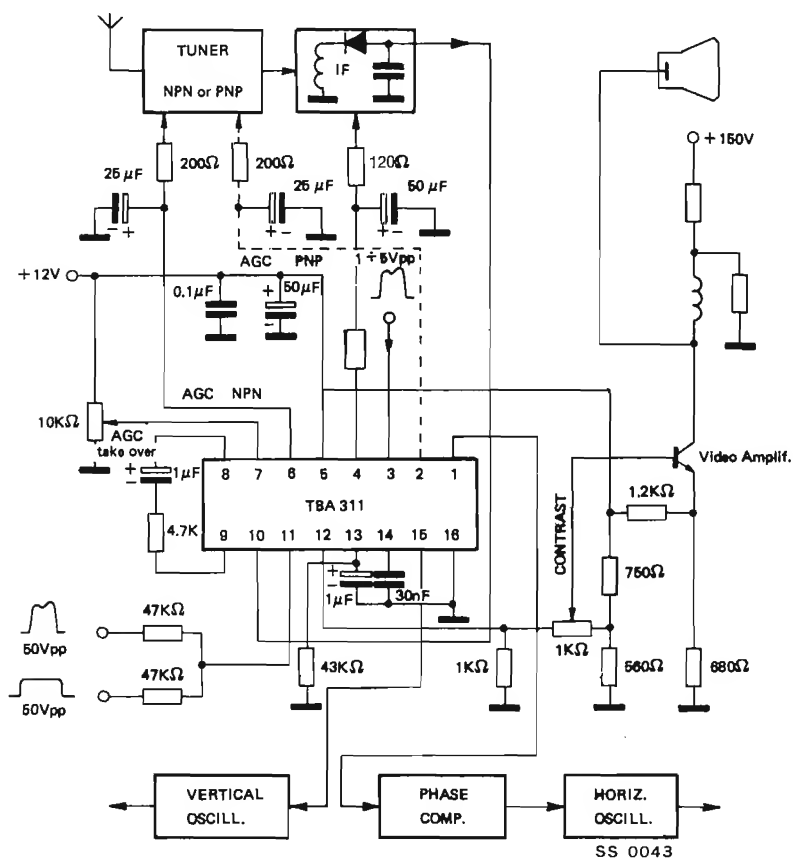 TUNER
NPN or PNP
IF
200Ω
200Ω
120Ω
25 µF
25 µF
50 µF
+150V
AGC PNP
1 ÷ 5Vpp
+12V
0.1µF
50µF
AGC NPN
10KΩ
AGC
take over
1µF
8 7 6 5 4 3 2 1
TBA 311
9 10 11 12 13 14 15 16
4.7K
Video Amplif.
1.2KΩ
CONTRAST
750Ω
1µF
30nF
47KΩ
50Vpp
47KΩ
50Vpp
43KΩ
1KΩ
1KΩ
560Ω
680Ω
VERTICAL
OSCILL.
PHASE
COMP.
HORIZ.
OSCILL.
SS 0043